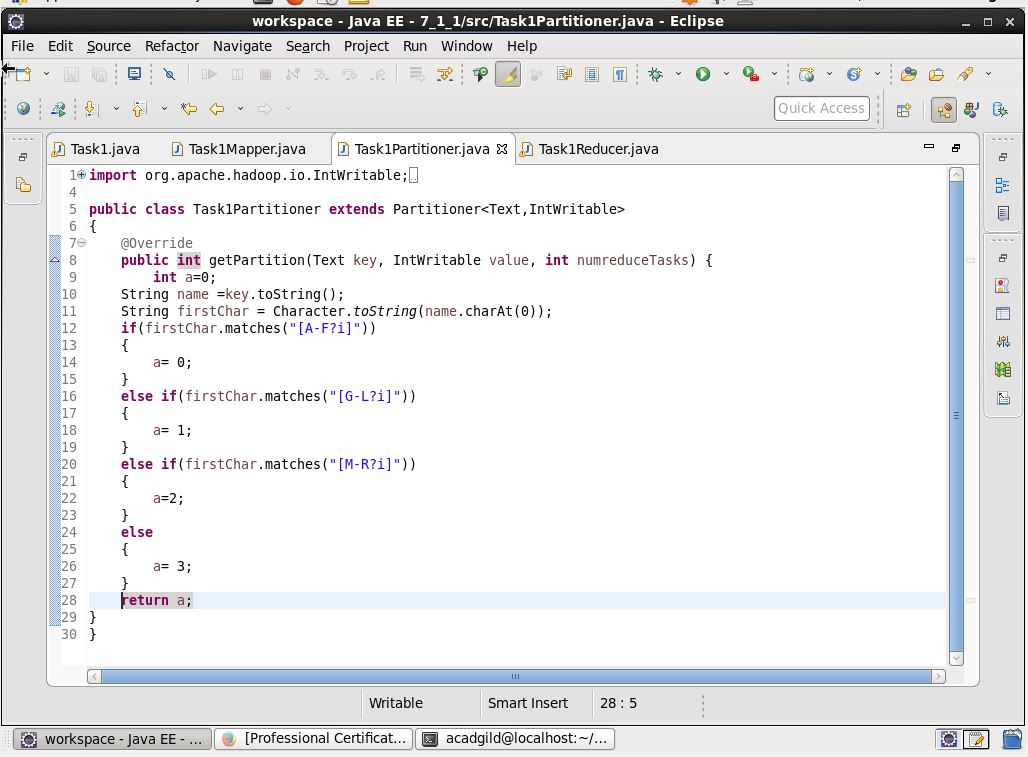 workspace - Java EE - 7_1_1/src/Task1Partitioner.java - Eclipse
File Edit Source Refactor Navigate Search Project Run Window Help
Quick Access
Task1.java Task1Mapper.java Task1Partitioner.java Task1Reducer.java
1 import org.apache.hadoop.io.IntWritable;
4
5 public class Task1Partitioner extends Partitioner<Text,IntWritable>
6 {
7 @Override
8 public int getPartition(Text key, IntWritable value, int numreduceTasks) {
9 int a=0;
10 String name =key.toString();
11 String firstChar = Character.toString(name.charAt(0));
12 if(firstChar.matches("[A-F?i]"))
13 {
14 a= 0;
15 }
16 else if(firstChar.matches("[G-L?i]"))
17 {
18 a= 1;
19 }
20 else if(firstChar.matches("[M-R?i]"))
21 {
22 a=2;
23 }
24 else
25 {
26 a= 3;
27 }
28 return a;
29 }
30 }
Writable Smart Insert 28 : 5
workspace - Java EE - ... [Professional Certificat... acadgild@localhost:~/...